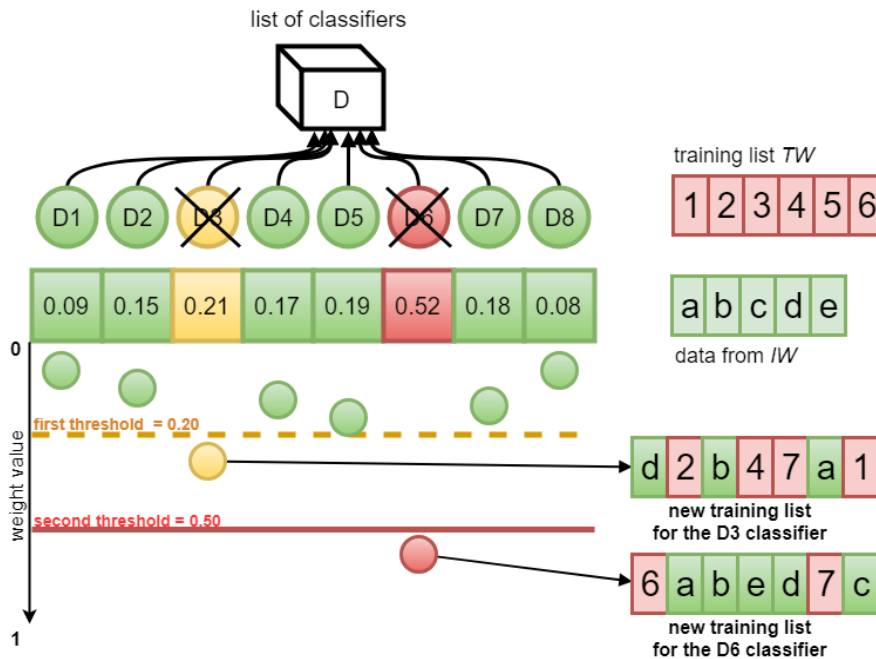 list of classifiers
D
training list TW
D1 D2 D3 D4 D5 D6 D7 D8
1 2 3 4 5 6
0.09 0.15 0.21 0.17 0.19 0.52 0.18 0.08
a b c d e
data from IW
0
weight value
first threshold = 0.20
d 2 b 4 7 a 1
new training list
for the D3 classifier
second threshold = 0.50
6 a b e d 7 c
new training list
for the D6 classifier
1